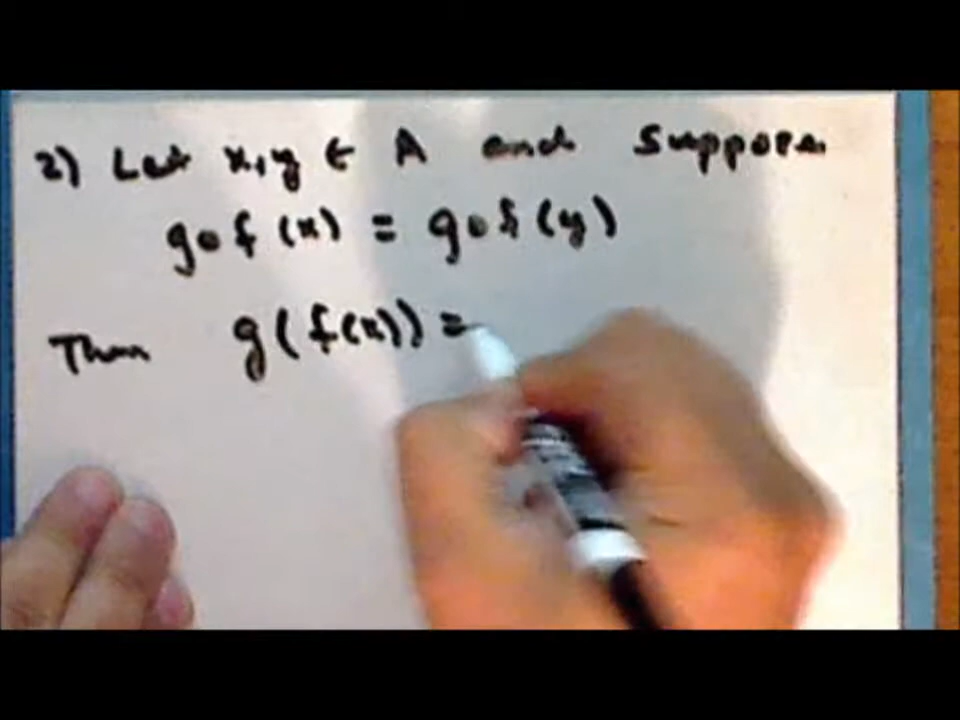 2) Let x, y ∈ A and suppose
g∘f(x) = g∘f(y)
Then g(f(x)) =